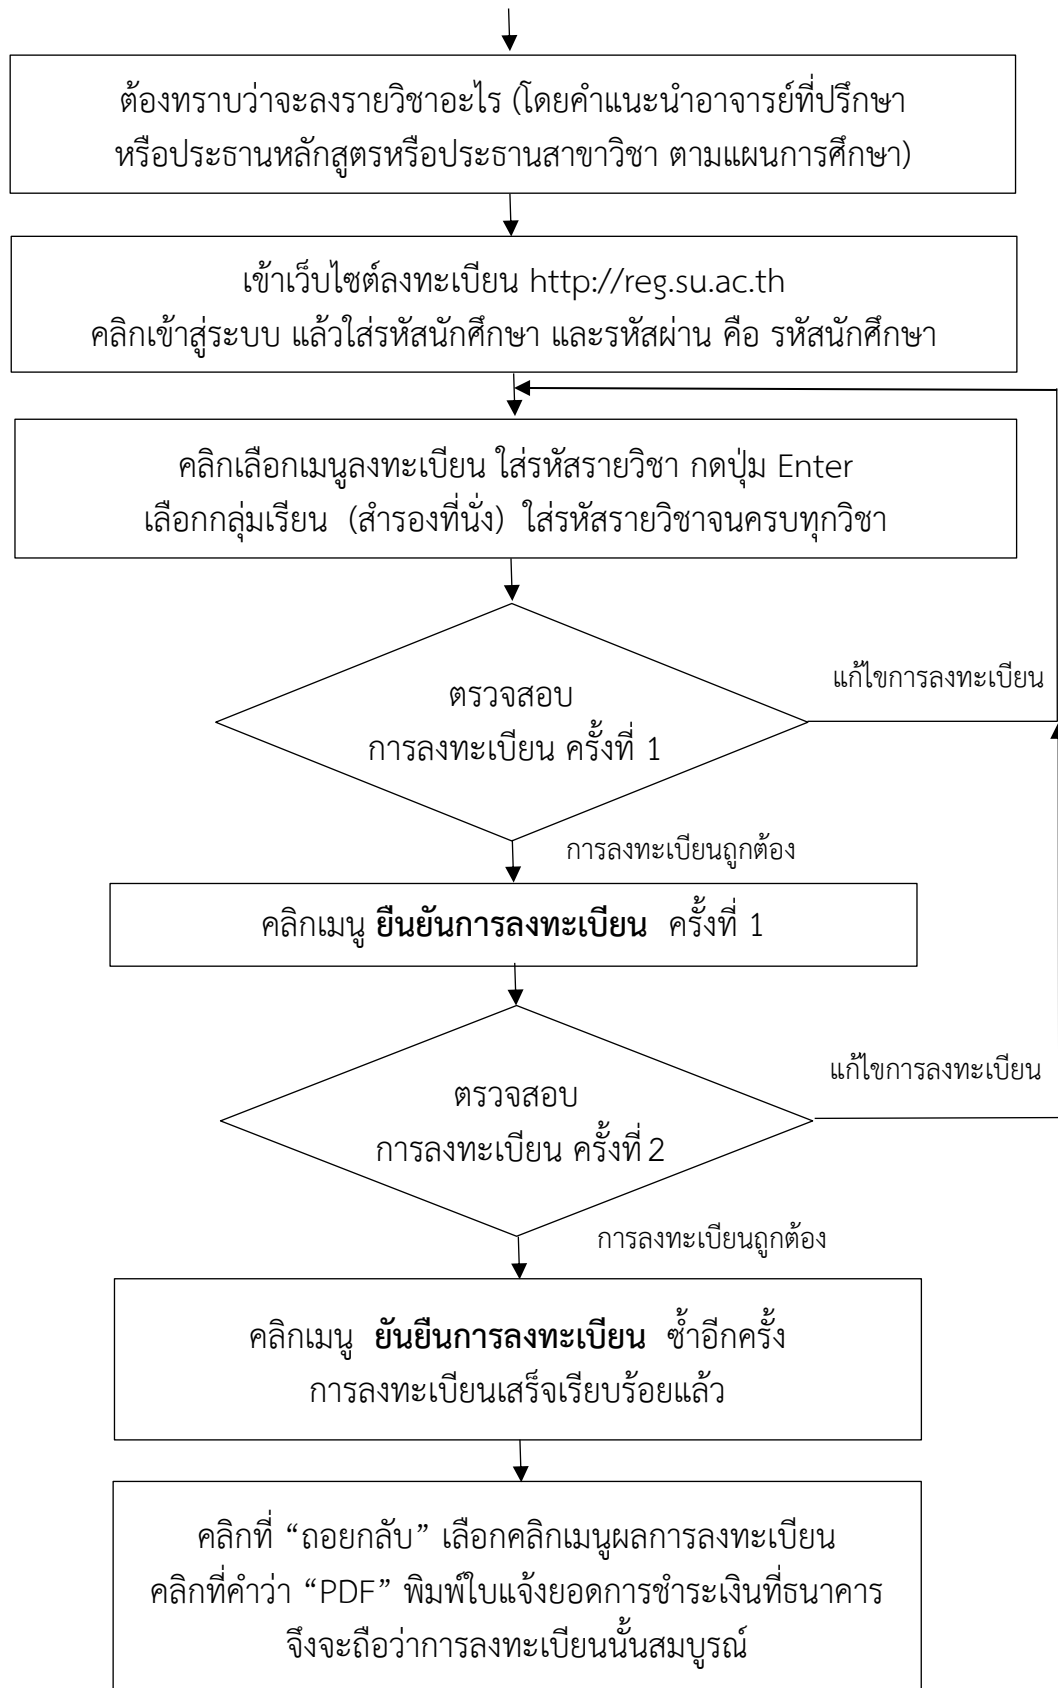 ต้องทราบว่าจะลงรายวิชาอะไร (โดยคำแนะนำอาจารย์ที่ปรึกษา
หรือประธานหลักสูตรหรือประธานสาขาวิชา ตามแผนการศึกษา)
เข้าเว็บไซต์ลงทะเบียน http://reg.su.ac.th
คลิกเข้าสู่ระบบ แล้วใส่รหัสนักศึกษา และรหัสผ่าน คือ รหัสนักศึกษา
คลิกเลือกเมนูลงทะเบียน ใส่รหัสรายวิชา กดปุ่ม Enter
เลือกกลุ่มเรียน (สำรองที่นั่ง) ใส่รหัสรายวิชาจนครบทุกวิชา
แก้ไขการลงทะเบียน
ตรวจสอบ
การลงทะเบียน ครั้งที่ 1
การลงทะเบียนถูกต้อง
คลิกเมนู ยืนยันการลงทะเบียน ครั้งที่ 1
แก้ไขการลงทะเบียน
ตรวจสอบ
การลงทะเบียน ครั้งที่ 2
การลงทะเบียนถูกต้อง
คลิกเมนู ยันยืนการลงทะเบียน ซ้ำอีกครั้ง
การลงทะเบียนเสร็จเรียบร้อยแล้ว
คลิกที่ “ถอยกลับ” เลือกคลิกเมนูผลการลงทะเบียน
คลิกที่คำว่า “PDF” พิมพ์ใบแจ้งยอดการชำระเงินที่ธนาคาร
จึงจะถือว่าการลงทะเบียนนั้นสมบูรณ์